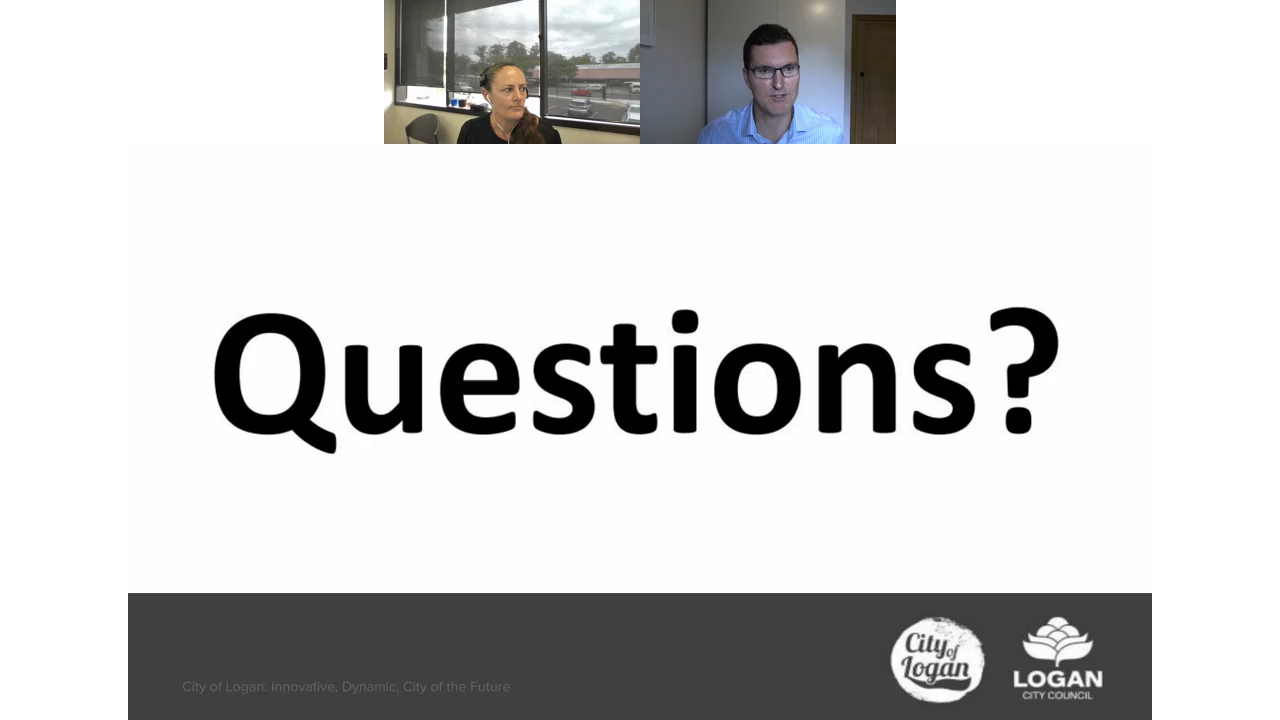 Questions?
City of Logan: Innovative, Dynamic, City of the Future
City of
Logan
LOGAN
CITY COUNCIL